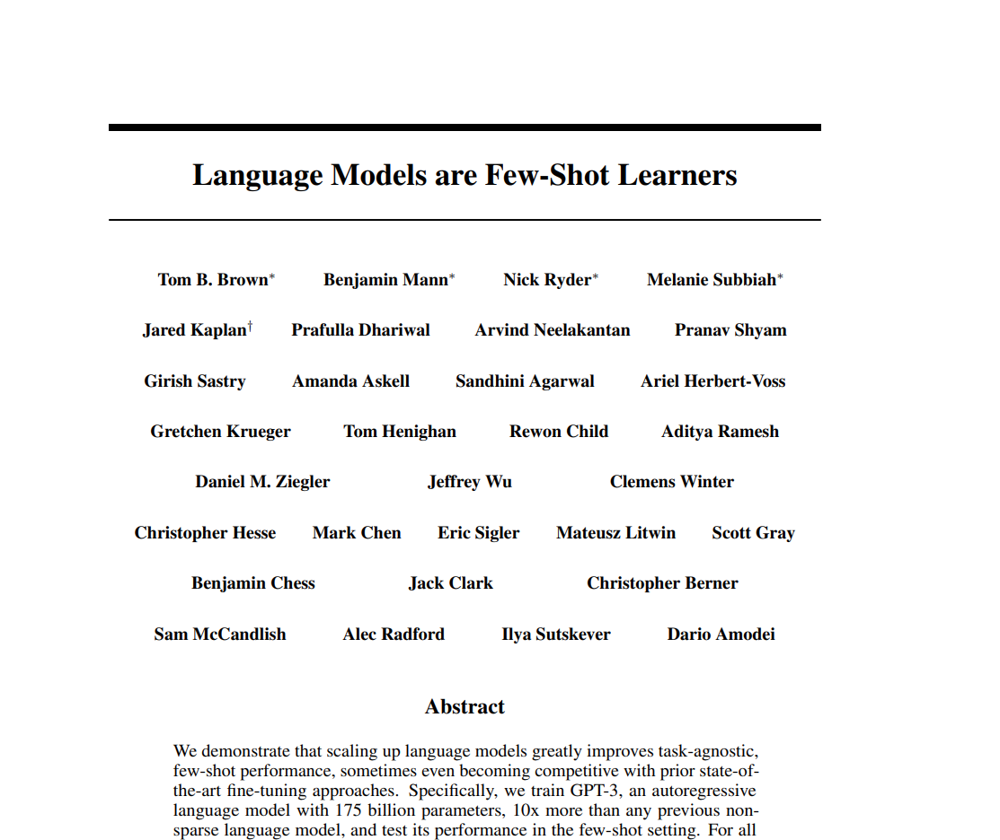 Language Models are Few-Shot Learners
Tom B. Brown* Benjamin Mann* Nick Ryder* Melanie Subbiah*
Jared Kaplan† Prafulla Dhariwal Arvind Neelakantan Pranav Shyam
Girish Sastry Amanda Askell Sandhini Agarwal Ariel Herbert-Voss
Gretchen Krueger Tom Henighan Rewon Child Aditya Ramesh
Daniel M. Ziegler Jeffrey Wu Clemens Winter
Christopher Hesse Mark Chen Eric Sigler Mateusz Litwin Scott Gray
Benjamin Chess Jack Clark Christopher Berner
Sam McCandlish Alec Radford Ilya Sutskever Dario Amodei
Abstract
We demonstrate that scaling up language models greatly improves task-agnostic,
few-shot performance, sometimes even becoming competitive with prior state-of-
the-art fine-tuning approaches. Specifically, we train GPT-3, an autoregressive
language model with 175 billion parameters, 10x more than any previous non-
sparse language model, and test its performance in the few-shot setting. For all